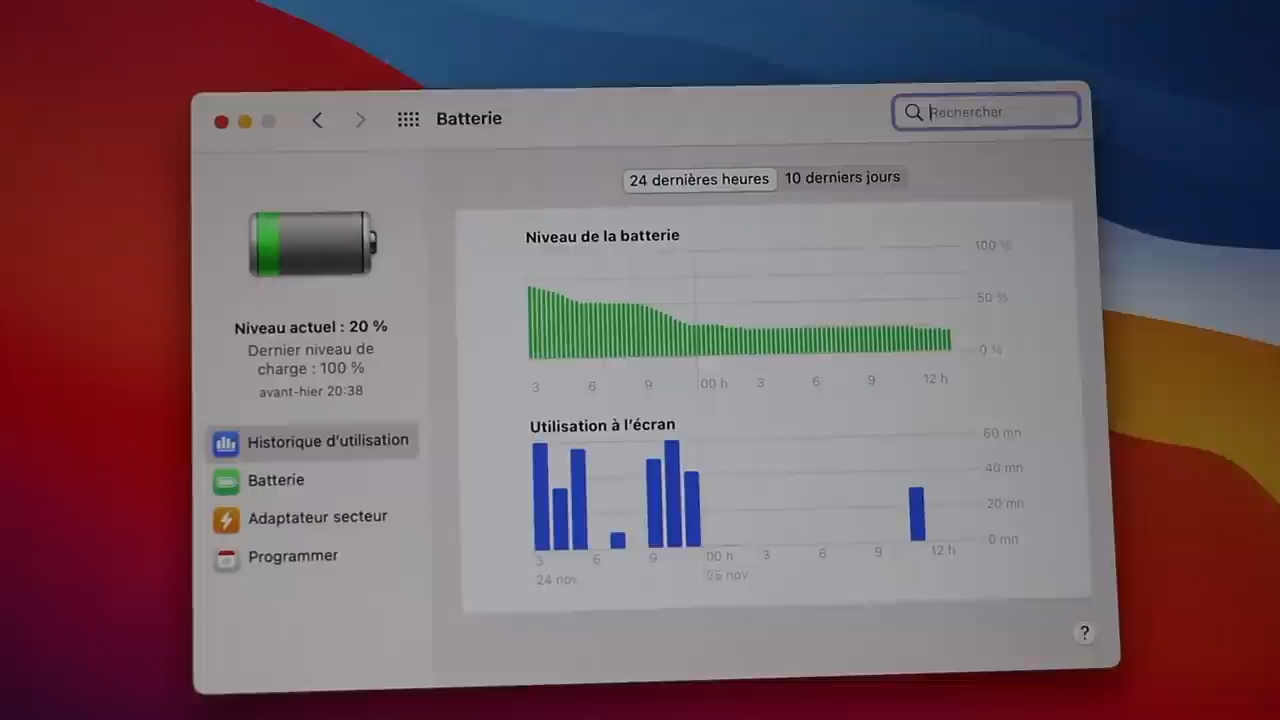 Batterie
Rechercher
24 dernières heures
10 derniers jours
Niveau de la batterie
100 %
50 %
0 %
3 6 9 00 h 3 6 9 12 h
Niveau actuel : 20 %
Dernier niveau de
charge : 100 %
avant-hier 20:38
Historique d'utilisation
Batterie
Adaptateur secteur
Programmer
Utilisation à l'écran
60 mn
40 mn
20 mn
0 mn
3 6 9 00 h 3 6 9 12 h
24 nov 25 nov
?